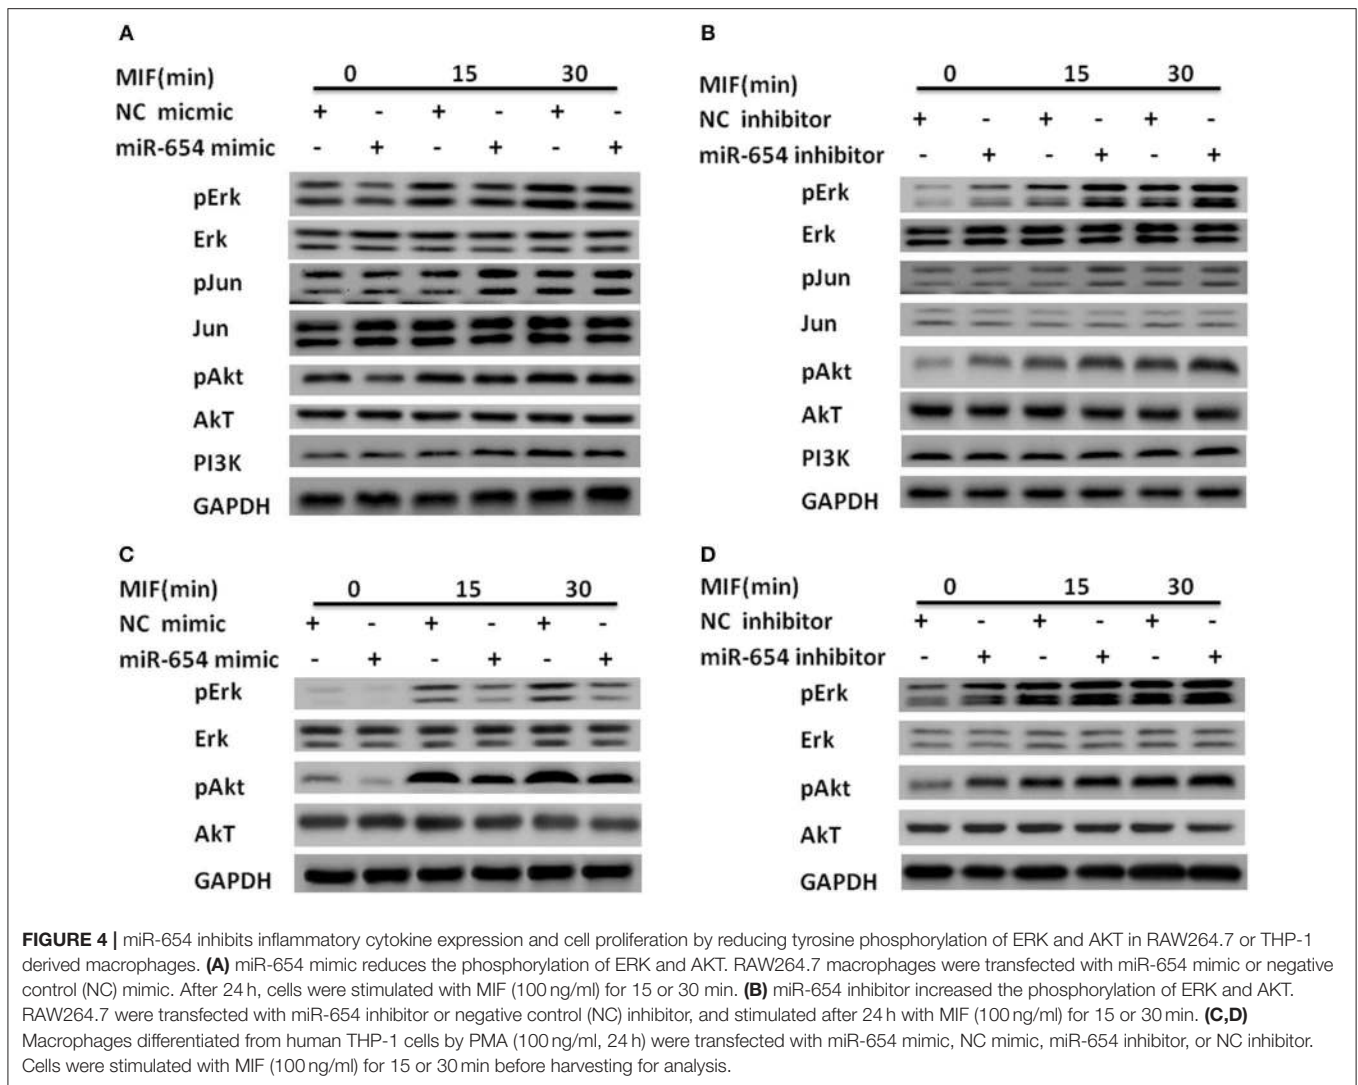 A
MIF(min) 0 15 30
NC micmic + - + - + -
miR-654 mimic - + - + - +
pErk
Erk
pJun
Jun
pAkt
AkT
PI3K
GAPDH
B
MIF(min) 0 15 30
NC inhibitor + - + - + -
miR-654 inhibitor - + - + - +
pErk
Erk
pJun
Jun
pAkt
AkT
PI3K
GAPDH
C
MIF(min) 0 15 30
NC mimic + - + - + -
miR-654 mimic - + - + - +
pErk
Erk
pAkt
AkT
GAPDH
D
MIF(min) 0 15 30
NC inhibitor + - + - + -
miR-654 inhibitor - + - + - +
pErk
Erk
pAkt
AkT
GAPDH
FIGURE 4 | miR-654 inhibits inflammatory cytokine expression and cell proliferation by reducing tyrosine phosphorylation of ERK and AKT in RAW264.7 or THP-1
derived macrophages. (A) miR-654 mimic reduces the phosphorylation of ERK and AKT. RAW264.7 macrophages were transfected with miR-654 mimic or negative
control (NC) mimic. After 24 h, cells were stimulated with MIF (100 ng/ml) for 15 or 30 min. (B) miR-654 inhibitor increased the phosphorylation of ERK and AKT.
RAW264.7 were transfected with miR-654 inhibitor or negative control (NC) inhibitor, and stimulated after 24 h with MIF (100 ng/ml) for 15 or 30 min. (C,D)
Macrophages differentiated from human THP-1 cells by PMA (100 ng/ml, 24 h) were transfected with miR-654 mimic, NC mimic, miR-654 inhibitor, or NC inhibitor.
Cells were stimulated with MIF (100 ng/ml) for 15 or 30 min before harvesting for analysis.